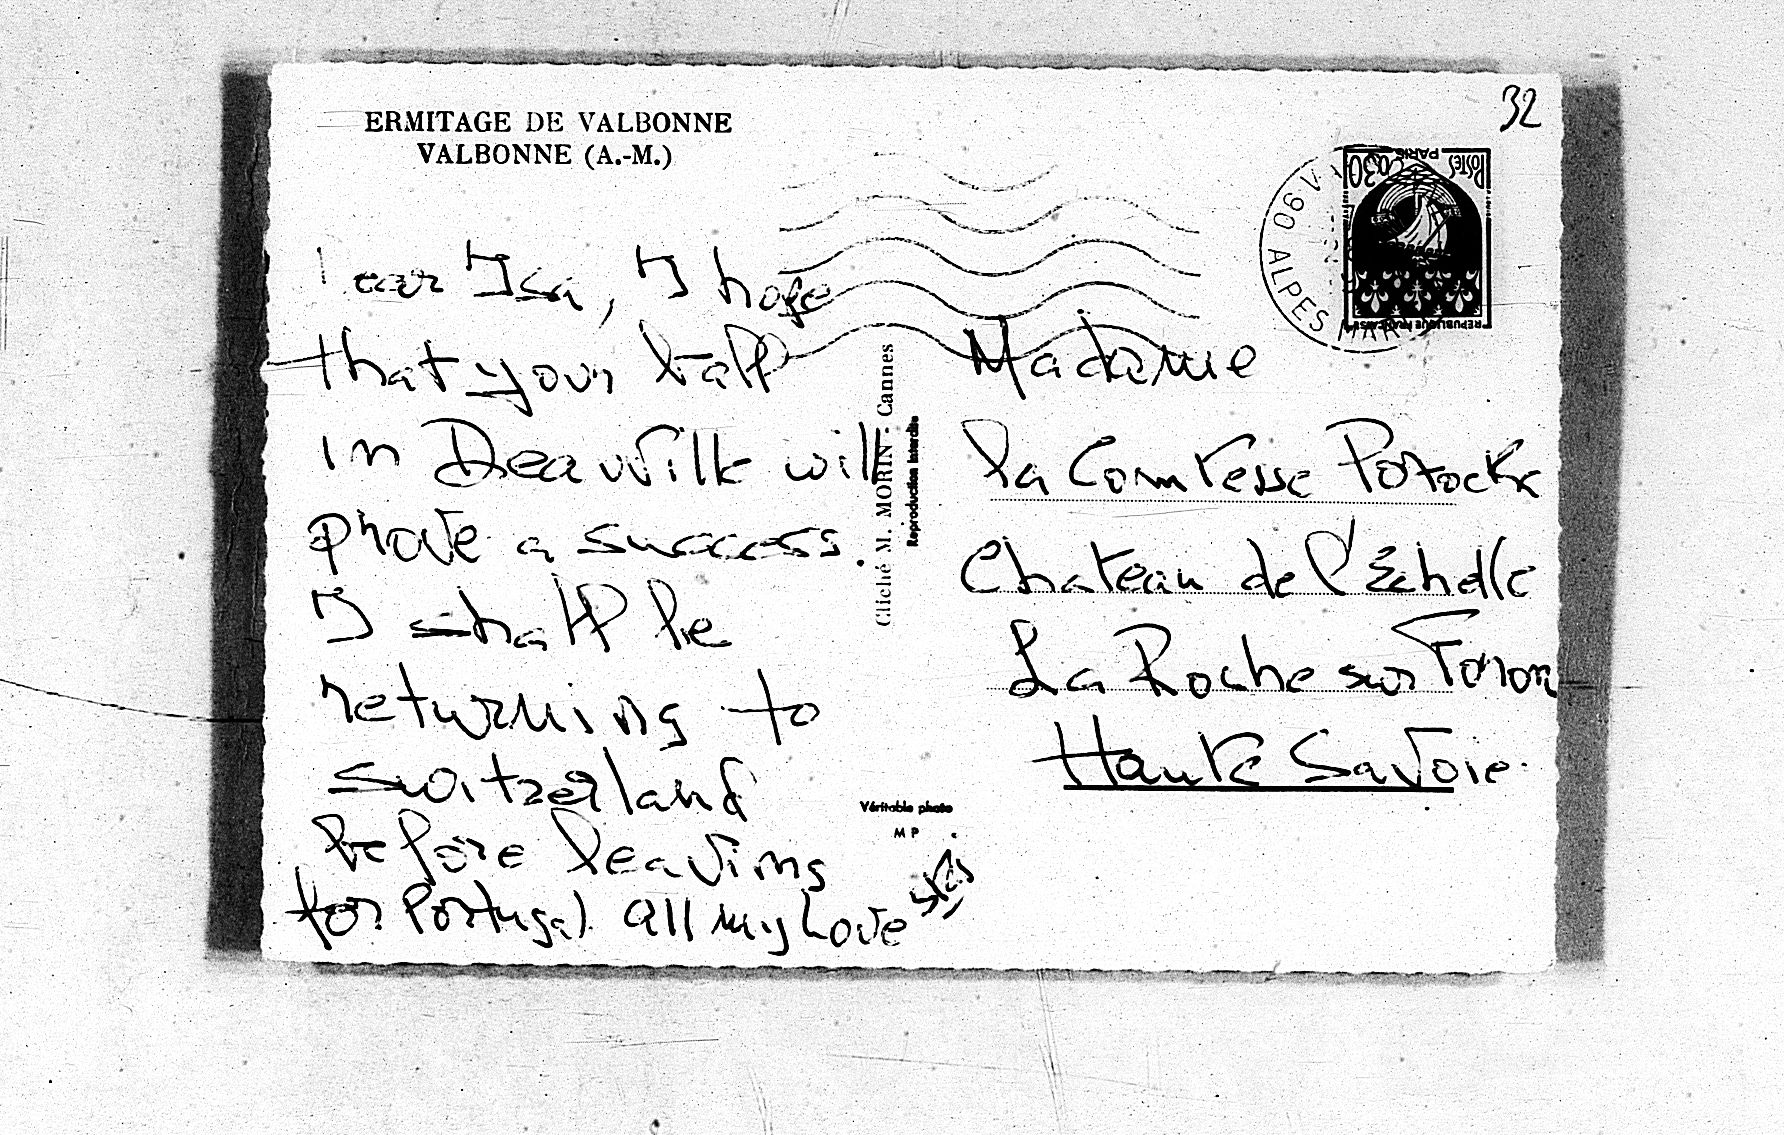 ERMITAGE DE VALBONNE
VALBONNE (A.-M.)
32
POSTES 0,30
PARIS
REPUBLIQUE FRANÇAISE
06 V
ALPES MAR
Dear Isa, I hope
that your ball
in Deauville will
prove a success.
I shall be
returning to
switzerland
before leaving
for Portugal. All my Love
Cliché M. MORIN - Cannes
Reproduction interdite
Véritable photo
M P
Madame
la Comtesse Potocka
Chateau de l'Echelle
La Roche sur Foron
Haute Savoie.